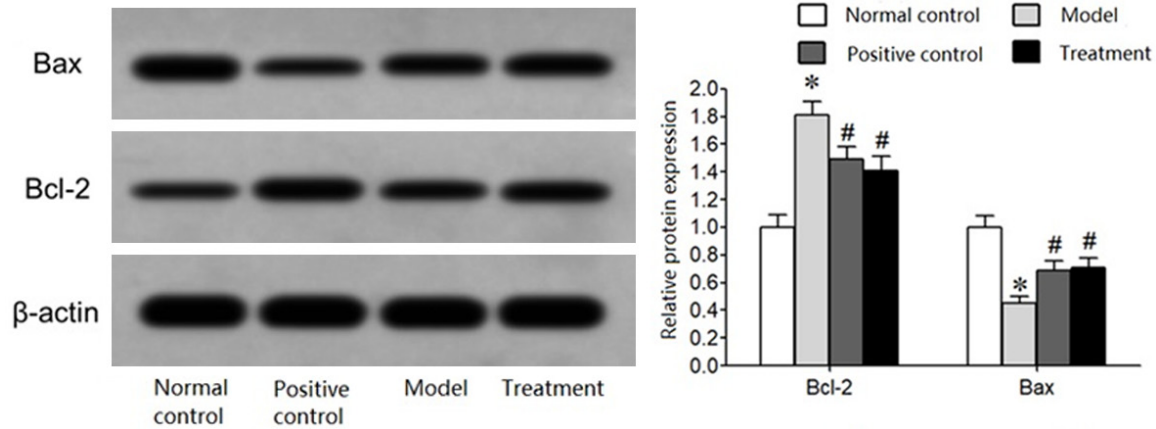 Bax
Bcl-2
β-actin
Normal control
Positive control
Model
Treatment
Normal control
Model
Positive control
Treatment
Relative protein expression
2.0
1.8
1.6
1.4
1.2
1.0
0.8
0.6
0.4
0.2
0.0
*
#
#
*
#
#
Bcl-2
Bax